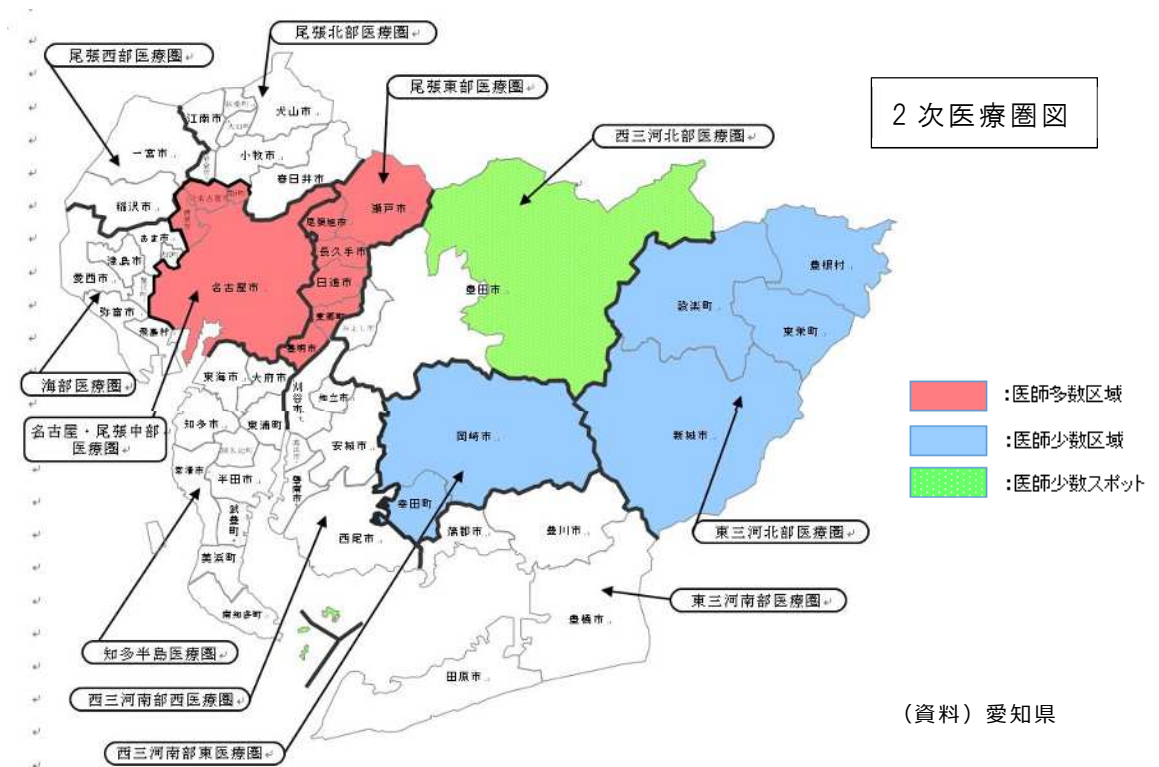 尾張北部医療圏
尾張西部医療圏
尾張東部医療圏
2次医療圏図
西三河北部医療圏
犬山市
江南市
大口町
一宮市
小牧市
春日井市
稲沢市
瀬戸市
尾張旭市
あま市
津島市
長久手市
愛西市
名古屋市
日進市
弥富市
飛島村
東郷町
みよし市
豊明市
豊田市
設楽町
豊根村
東栄町
海部医療圏
東海市
大府市
刈谷市
知立市
名古屋・尾張中部
医療圏
知多市
東浦町
安城市
岡崎市
新城市
:医師多数区域
:医師少数区域
:医師少数スポット
常滑市
半田市
碧南市
幸田町
武豊町
西尾市
蒲郡市
豊川市
東三河北部医療圏
美浜町
南知多町
豊橋市
東三河南部医療圏
知多半島医療圏
田原市
西三河南部西医療圏
西三河南部東医療圏
(資料) 愛知県